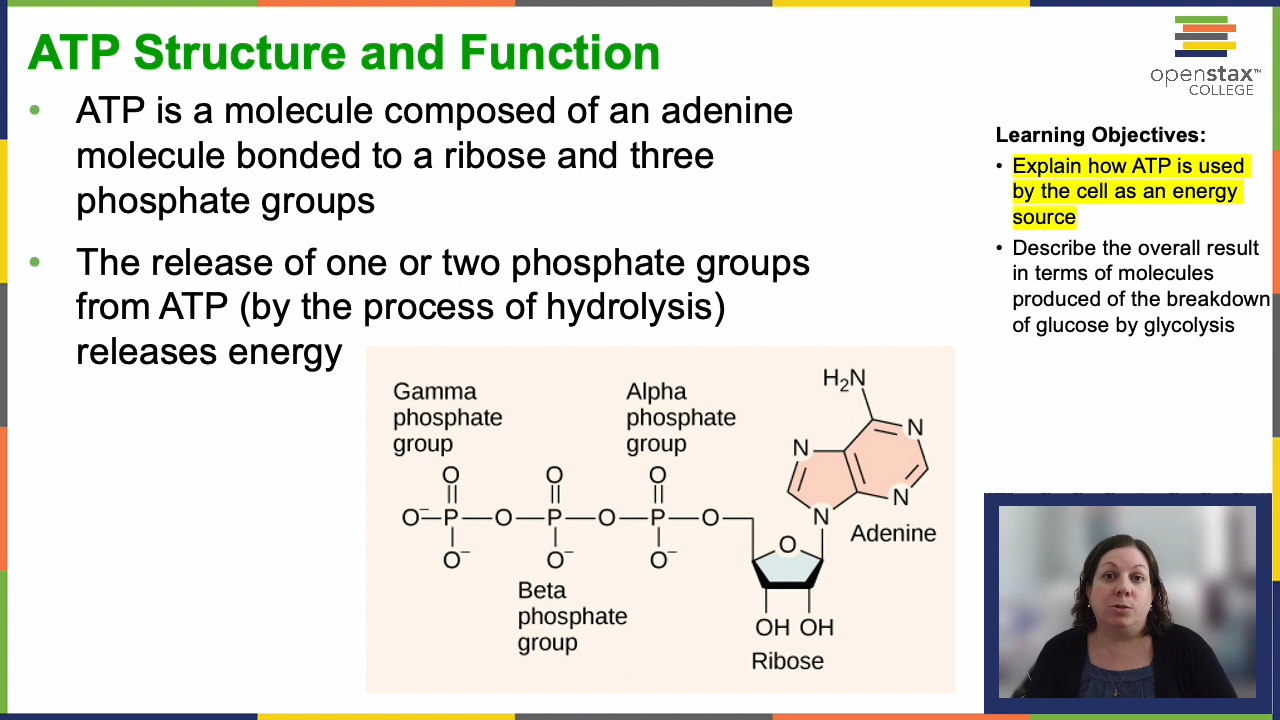 ATP Structure and Function
• ATP is a molecule composed of an adenine
molecule bonded to a ribose and three
phosphate groups
• The release of one or two phosphate groups
from ATP (by the process of hydrolysis)
releases energy
openstax™
COLLEGE
Learning Objectives:
• Explain how ATP is used
by the cell as an energy
source
• Describe the overall result
in terms of molecules
produced of the breakdown
of glucose by glycolysis
Gamma
phosphate
group
Alpha
phosphate
group
H₂N
N
N
N
N
Adenine
O O O
O⁻ P O P O P O
O⁻ O⁻ O⁻
O
Beta
phosphate
group
OH OH
Ribose